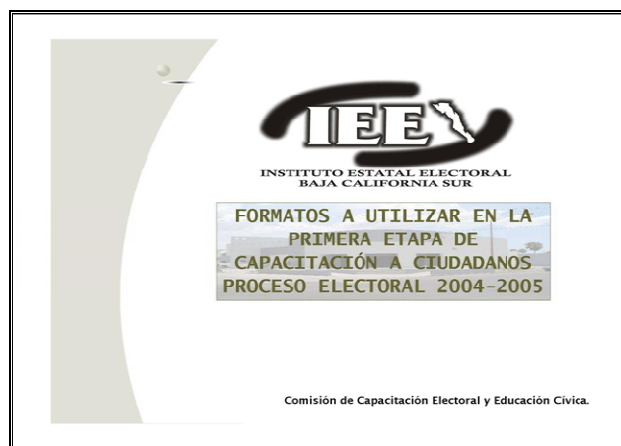 IEE
INSTITUTO ESTATAL ELECTORAL
BAJA CALIFORNIA SUR
FORMATOS A UTILIZAR EN LA
PRIMERA ETAPA DE
CAPACITACIÓN A CIUDADANOS
PROCESO ELECTORAL 2004-2005
Comisión de Capacitación Electoral y Educación Cívica.